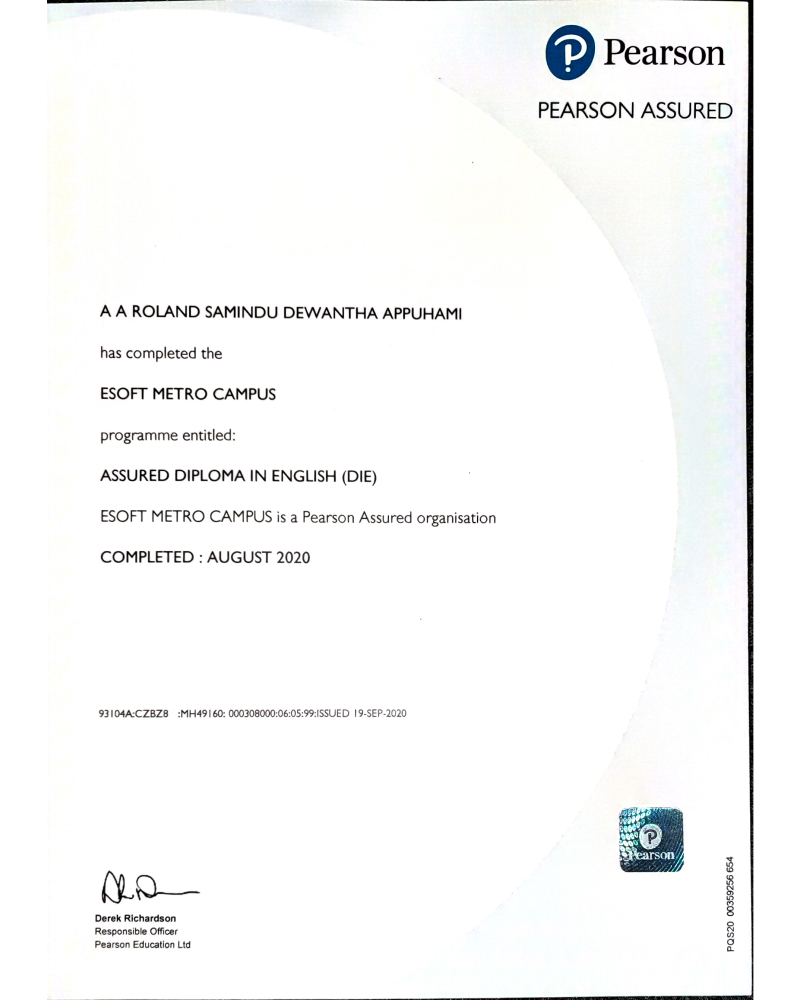 Pearson
PEARSON ASSURED
A A ROLAND SAMINDU DEWANTHA APPUHAMI
has completed the
ESOFT METRO CAMPUS
programme entitled:
ASSURED DIPLOMA IN ENGLISH (DIE)
ESOFT METRO CAMPUS is a Pearson Assured organisation
COMPLETED : AUGUST 2020
93104A:CZBZ8 :MH49160: 000308000:06:05:99:ISSUED 19-SEP-2020
Pearson
Derek Richardson
Responsible Officer
Pearson Education Ltd
PQS20 00359256 654